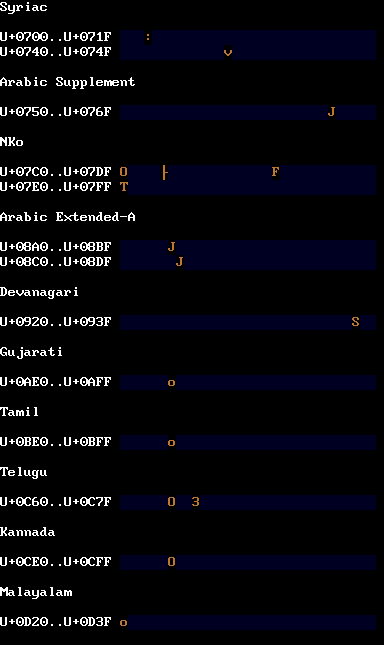 Syriac
U+0700..U+071F :
U+0740..U+074F v
Arabic Supplement
U+0750..U+076F J
NKo
U+07C0..U+07DF O ├ F
U+07E0..U+07FF T
Arabic Extended-A
U+08A0..U+08BF J
U+08C0..U+08DF J
Devanagari
U+0920..U+093F S
Gujarati
U+0AE0..U+0AFF o
Tamil
U+0BE0..U+0BFF o
Telugu
U+0C60..U+0C7F O 3
Kannada
U+0CE0..U+0CFF O
Malayalam
U+0D20..U+0D3F o